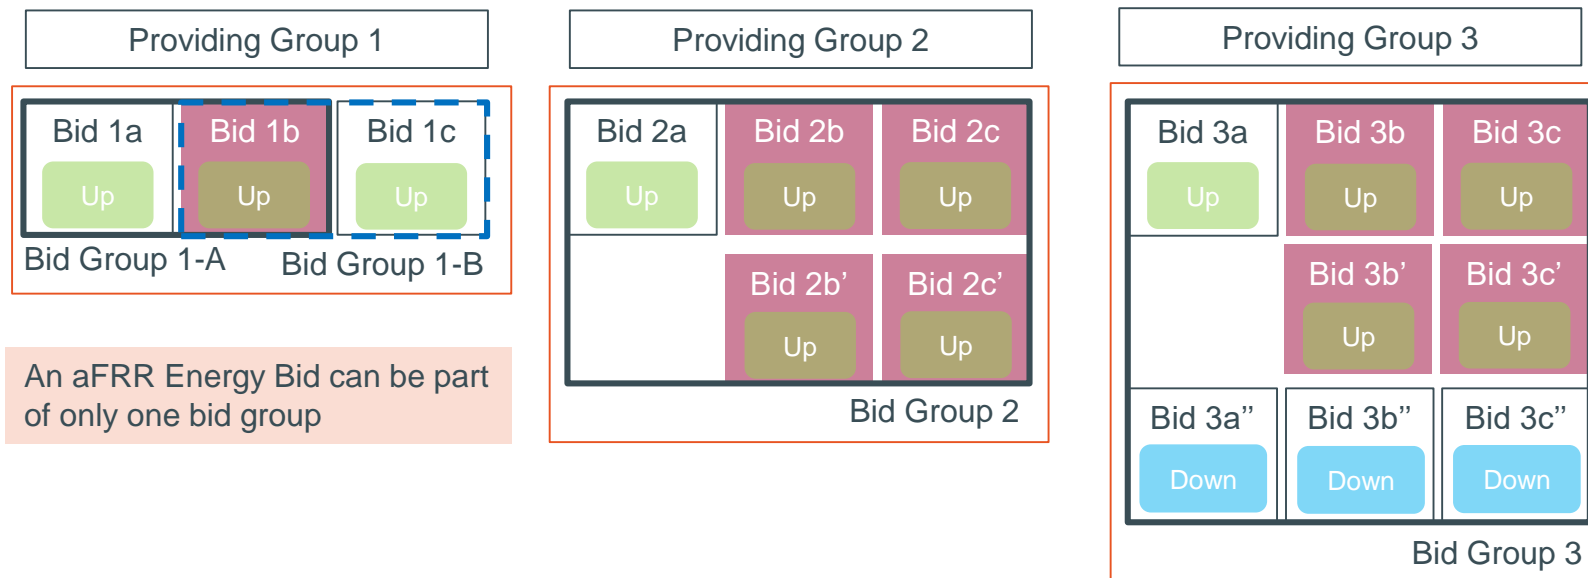 Providing Group 1
Bid 1a
Bid 1b
Bid 1c
Up
Up
Up
Bid Group 1-A
Bid Group 1-B
An aFRR Energy Bid can be part
of only one bid group
Providing Group 2
Bid 2a
Bid 2b
Bid 2c
Up
Up
Up
Bid 2b’
Bid 2c’
Up
Up
Bid Group 2
Providing Group 3
Bid 3a
Bid 3b
Bid 3c
Up
Up
Up
Bid 3b’
Bid 3c’
Up
Up
Bid 3a’’
Bid 3b’’
Bid 3c’’
Down
Down
Down
Bid Group 3